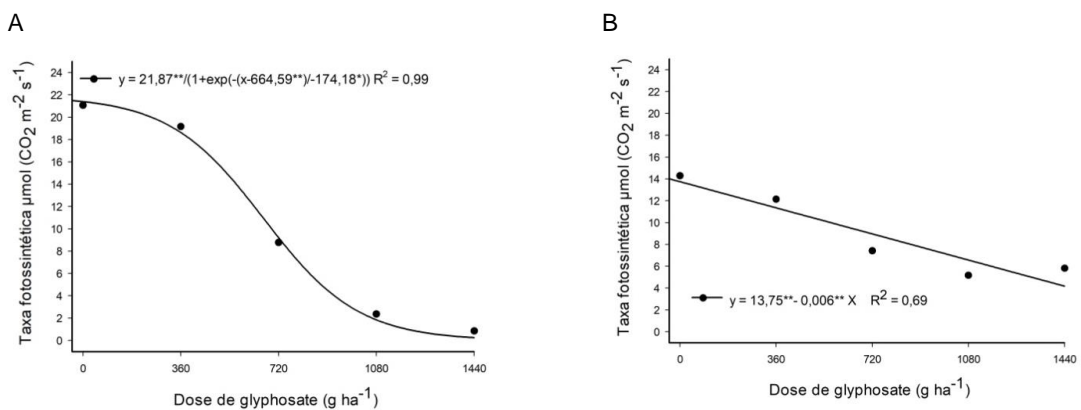 A
Taxa fotossintética µmol (CO2 m-2 s-1)
24
22
20
18
16
14
12
10
8
6
4
2
0
y = 21,87**/(1+exp(-(x-664,59**)/-174,18*)) R2 = 0,99
0 360 720 1080 1440
Dose de glyphosate (g ha-1)
B
Taxa fotossintética µmol (CO2 m-2 s-1)
24
22
20
18
16
14
12
10
8
6
4
2
0
y = 13,75**- 0,006** X R2 = 0,69
0 360 720 1080 1440
Dose de glyphosate (g ha-1)